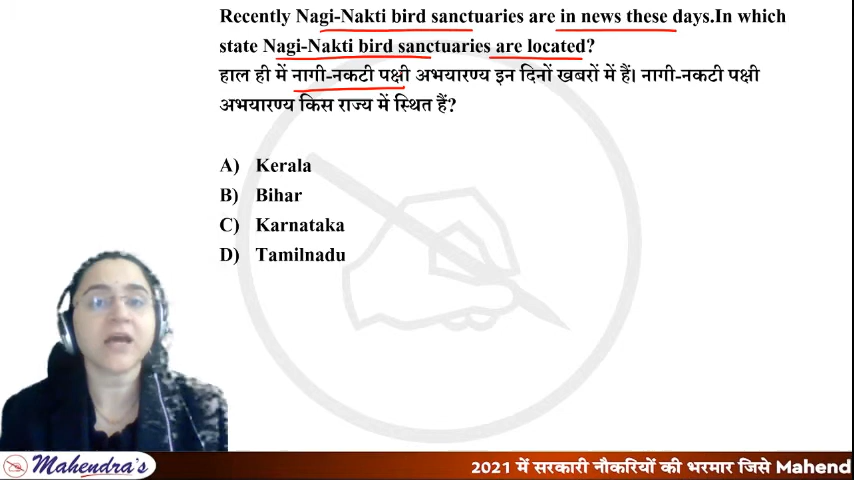 Recently Nagi-Nakti bird sanctuaries are in news these days.In which
state Nagi-Nakti bird sanctuaries are located?
हाल ही में नागी-नकटी पक्षी अभयारण्य इन दिनों खबरों में हैं। नागी-नकटी पक्षी
अभयारण्य किस राज्य में स्थित हैं?
A) Kerala
B) Bihar
C) Karnataka
D) Tamilnadu
Mahendra's
2021 में सरकारी नौकरियों की भरमार जिसे Mahend